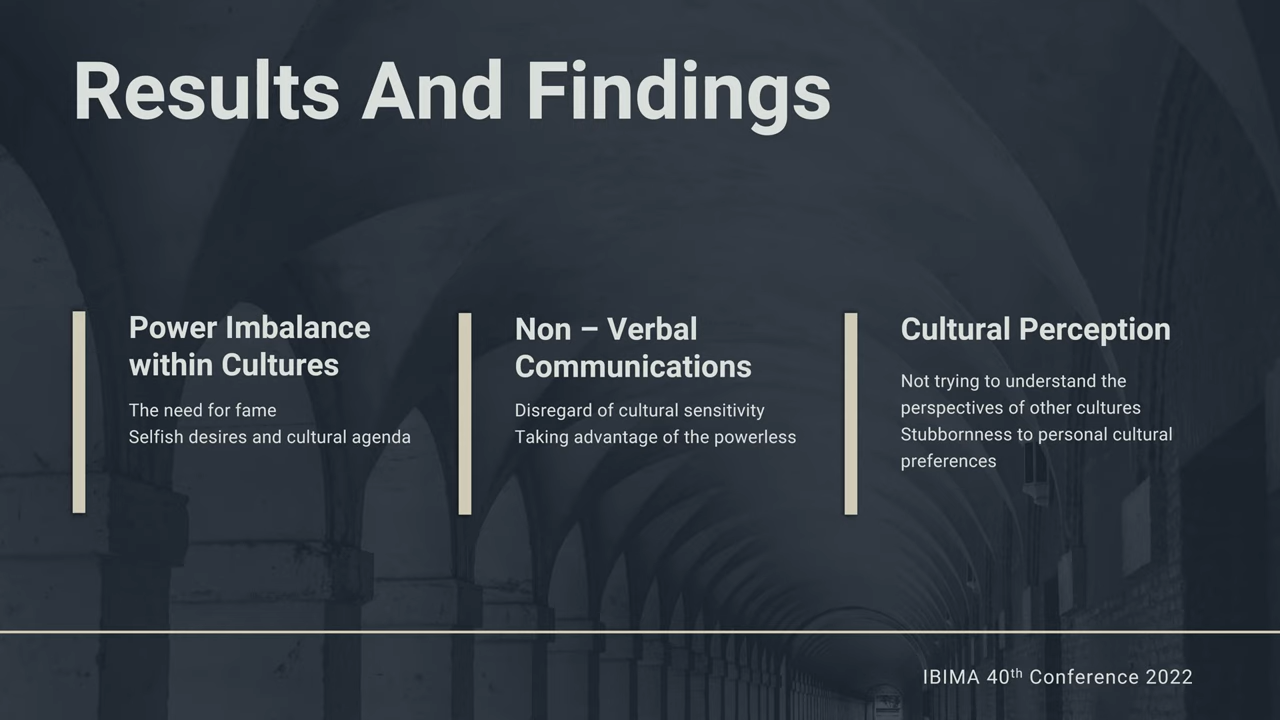 Results And Findings
Power Imbalance
within Cultures
The need for fame
Selfish desires and cultural agenda
Non – Verbal
Communications
Disregard of cultural sensitivity
Taking advantage of the powerless
Cultural Perception
Not trying to understand the
perspectives of other cultures
Stubbornness to personal cultural
preferences
IBIMA 40th Conference 2022